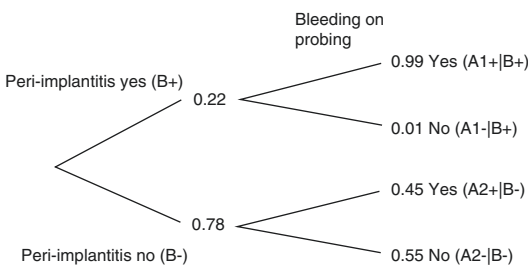 Bleeding on
probing
0.99 Yes (A1+|B+)
Peri-implantitis yes (B+)
0.22
0.01 No (A1-|B+)
0.45 Yes (A2+|B-)
0.78
Peri-implantitis no (B-)
0.55 No (A2-|B-)